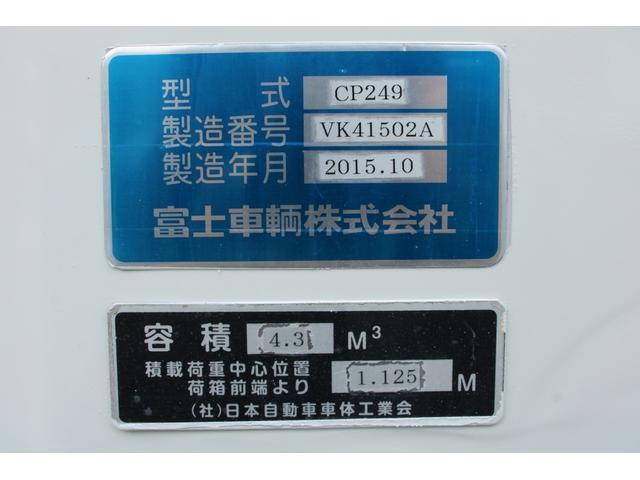 型式 CP249
製造番号 VK41502A
製造年月 2015.10
富士車輌株式会社
容積 4.3 M³
積載荷重中心位置
荷箱前端より 1.125 M
(社)日本自動車車体工業会